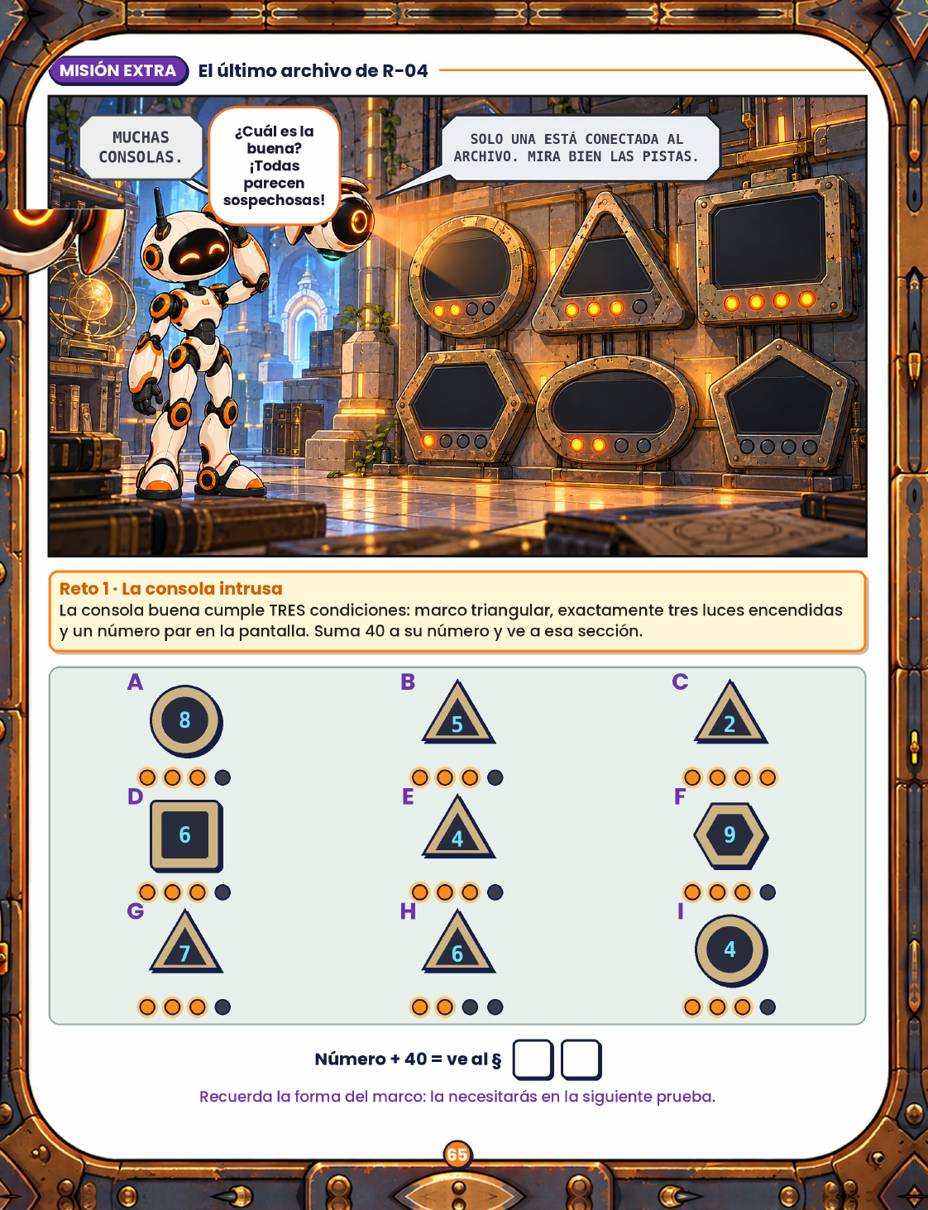 MISIÓN EXTRA El último archivo de R-04
MUCHAS
CONSOLAS.
¿Cuál es la
buena?
¡Todas
parecen
sospechosas!
SOLO UNA ESTÁ CONECTADA AL
ARCHIVO. MIRA BIEN LAS PISTAS.
Reto 1 · La consola intrusa
La consola buena cumple TRES condiciones: marco triangular, exactamente tres luces encendidas
y un número par en la pantalla. Suma 40 a su número y ve a esa sección.
A
8
B
5
C
2
D
6
E
4
F
9
G
7
H
6
I
4
Número + 40 = ve al §
Recuerda la forma del marco: la necesitarás en la siguiente prueba.
65